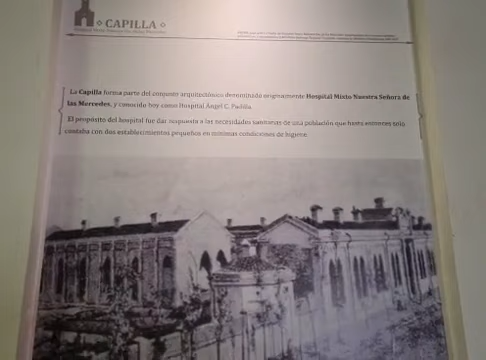 ◇ CAPILLA ◇
La Capilla forma parte del conjunto arquitectónico denominado originalmente Hospital Mixto Nuestra Señora de
las Mercedes, y conocido hoy como Hospital Ángel C. Padilla.
El propósito del hospital fue dar respuesta a las necesidades sanitarias de una población que hasta entonces solo
contaba con dos establecimientos pequeños en mínimas condiciones de higiene.